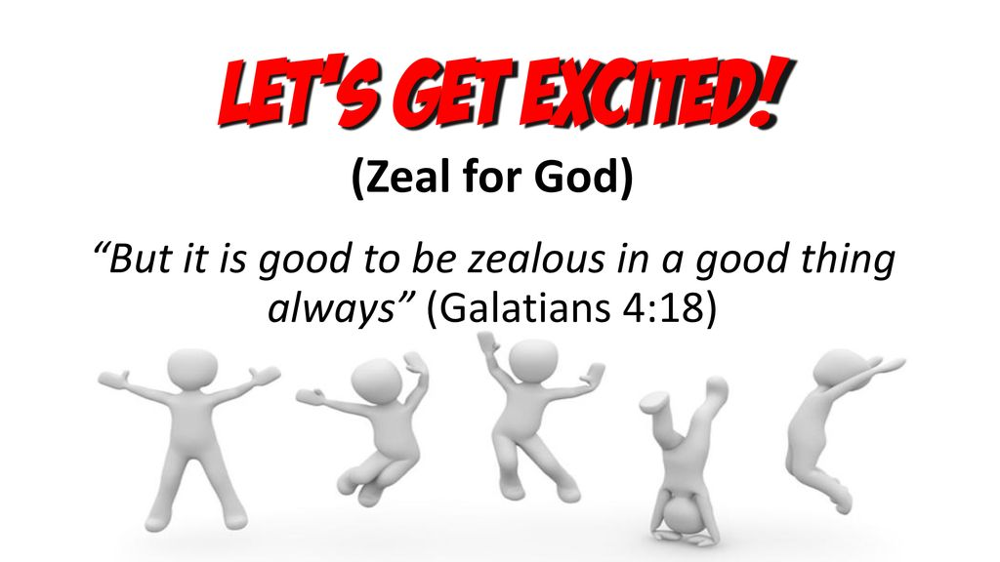 LET'S GET EXCITED!
(Zeal for God)
“But it is good to be zealous in a good thing
always” (Galatians 4:18)